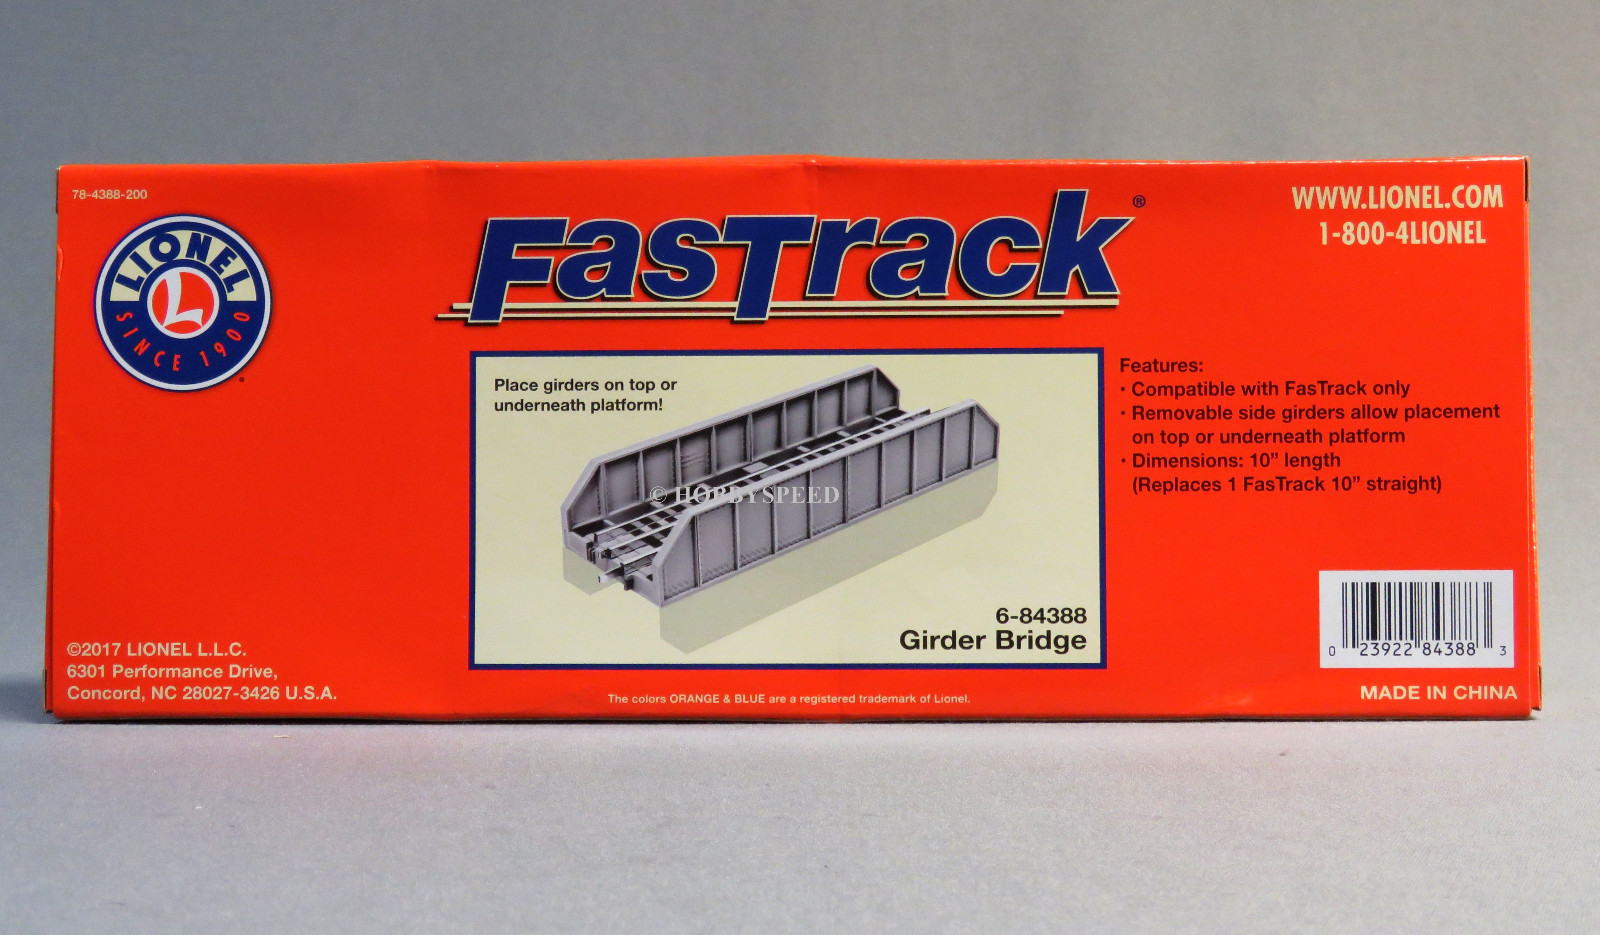 78-4388-200
LIONEL
L
SINCE 1900
FasTrack®
WWW.LIONEL.COM
1-800-4LIONEL
Place girders on top or
underneath platform!
© HOBBYSPEED
6-84388
Girder Bridge
Features:
· Compatible with FasTrack only
· Removable side girders allow placement
on top or underneath platform
· Dimensions: 10" length
(Replaces 1 FasTrack 10" straight)
0 23922 84388 3
MADE IN CHINA
©2017 LIONEL L.L.C.
6301 Performance Drive,
Concord, NC 28027-3426 U.S.A.
The colors ORANGE & BLUE are a registered trademark of Lionel.